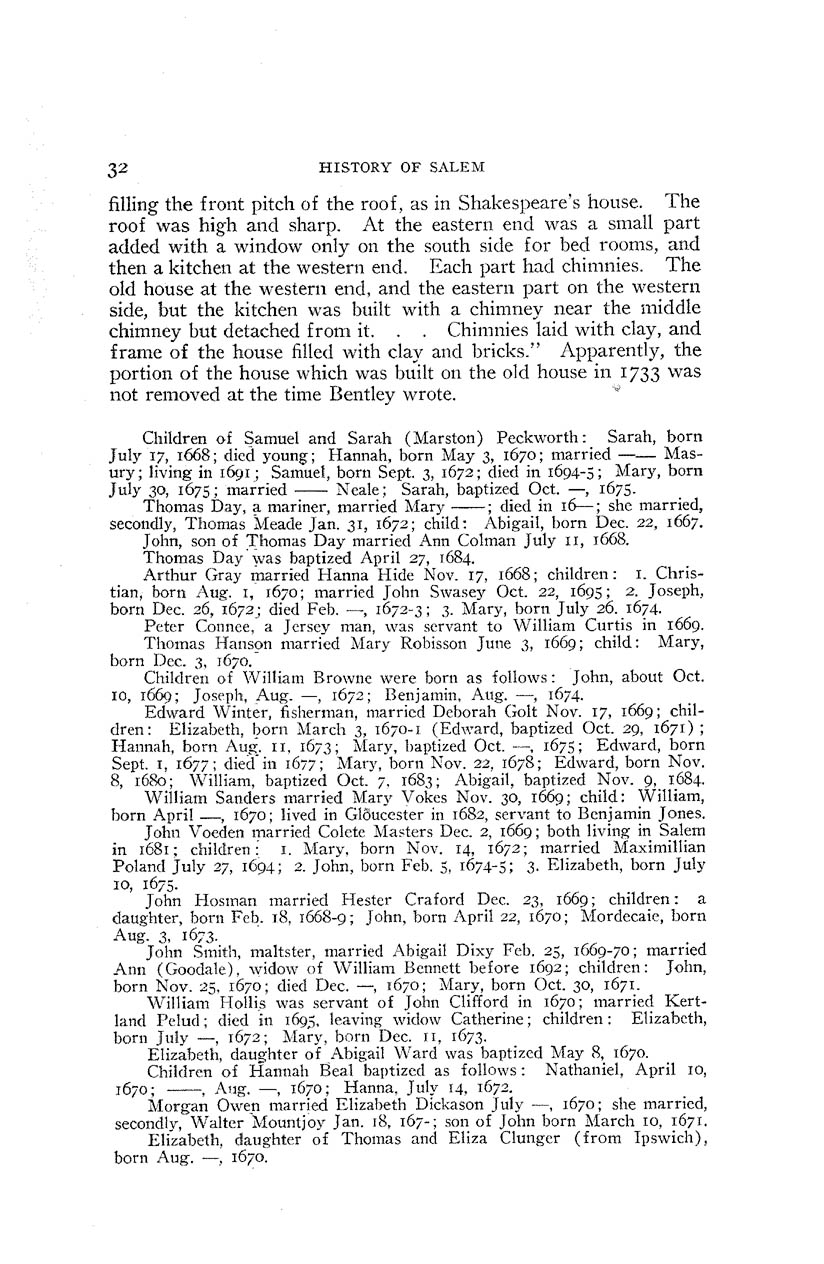 32 HISTORY OF SALEM
filling the front pitch of the roof, as in Shakespeare's house. The
roof was high and sharp. At the eastern end was a small part
added with a window only on the south side for bed rooms, and
then a kitchen at the western end. Each part had chimnies. The
old house at the western end, and the eastern part on the western
side, but the kitchen was built with a chimney near the middle
chimney but detached from it. . . Chimnies laid with clay, and
frame of the house filled with clay and bricks." Apparently, the
portion of the house which was built on the old house in 1733 was
not removed at the time Bentley wrote.
Children of Samuel and Sarah (Marston) Peckworth: Sarah, born
July 17, 1668; died young; Hannah, born May 3, 1670; married —— Mas-
ury; living in 1691; Samuel, born Sept. 3, 1672; died in 1694-5; Mary, born
July 30, 1675; married —— Neale; Sarah, baptized Oct. —, 1675.
Thomas Day, a mariner, married Mary ——; died in 16—; she married,
secondly, Thomas Meade Jan. 31, 1672; child: Abigail, born Dec. 22, 1667.
John, son of Thomas Day married Ann Colman July 11, 1668.
Thomas Day was baptized April 27, 1684.
Arthur Gray married Hanna Hide Nov. 17, 1668; children: 1. Chris-
tian, born Aug. 1, 1670; married John Swasey Oct. 22, 1695; 2. Joseph,
born Dec. 26, 1672; died Feb. —, 1672-3; 3. Mary, born July 26. 1674.
Peter Connee, a Jersey man, was servant to William Curtis in 1669.
Thomas Hanson married Mary Robisson June 3, 1669; child: Mary,
born Dec. 3, 1670.
Children of William Browne were born as follows: John, about Oct.
10, 1669; Joseph, Aug. —, 1672; Benjamin, Aug. —, 1674.
Edward Winter, fisherman, married Deborah Golt Nov. 17, 1669; chil-
dren: Elizabeth, born March 3, 1670-1 (Edward, baptized Oct. 29, 1671);
Hannah, born Aug. 11, 1673; Mary, baptized Oct. —, 1675; Edward, born
Sept. 1, 1677; died in 1677; Mary, born Nov. 22, 1678; Edward, born Nov.
8, 1680; William, baptized Oct. 7, 1683; Abigail, baptized Nov. 9, 1684.
William Sanders married Mary Vokes Nov. 30, 1669; child: William,
born April —, 1670; lived in Gloucester in 1682, servant to Benjamin Jones.
John Voeden married Colete Masters Dec. 2, 1669; both living in Salem
in 1681; children: 1. Mary, born Nov. 14, 1672; married Maximillian
Poland July 27, 1694; 2. John, born Feb. 5, 1674-5; 3. Elizabeth, born July
10, 1675.
John Hosman married Hester Craford Dec. 23, 1669; children: a
daughter, born Feb. 18, 1668-9; John, born April 22, 1670; Mordecaie, born
Aug. 3, 1673.
John Smith, maltster, married Abigail Dixy Feb. 25, 1669-70; married
Ann (Goodale), widow of William Bennett before 1692; children: John,
born Nov. 25, 1670; died Dec. —, 1670; Mary, born Oct. 30, 1671.
William Hollis was servant of John Clifford in 1670; married Kert-
land Pelud; died in 1695, leaving widow Catherine; children: Elizabeth,
born July —, 1672; Mary, born Dec. 11, 1673.
Elizabeth, daughter of Abigail Ward was baptized May 8, 1670.
Children of Hannah Beal baptized as follows: Nathaniel, April 10,
1670; ——, Aug. —, 1670; Hanna, July 14, 1672.
Morgan Owen married Elizabeth Dickason July —, 1670; she married,
secondly, Walter Mountjoy Jan. 18, 167-; son of John born March 10, 1671.
Elizabeth, daughter of Thomas and Eliza Clunger (from Ipswich),
born Aug. —, 1670.